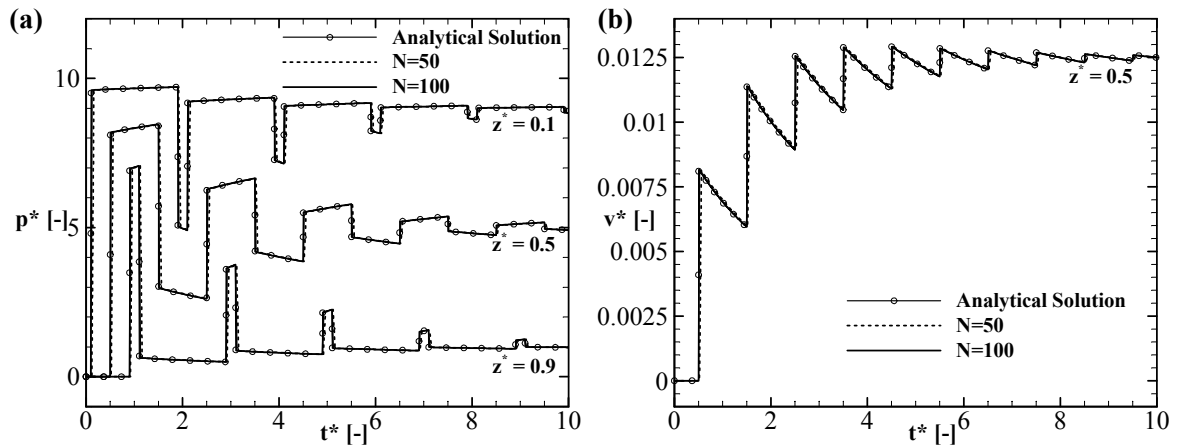 (a)
Analytical Solution
N=50
N=100
10
5
0
p* [-]
z* = 0.1
z* = 0.5
z* = 0.9
0 2 4 6 8 10
t* [-]
(b)
0.0125
0.01
0.0075
0.005
0.0025
0
v* [-]
z* = 0.5
Analytical Solution
N=50
N=100
0 2 4 6 8 10
t* [-]